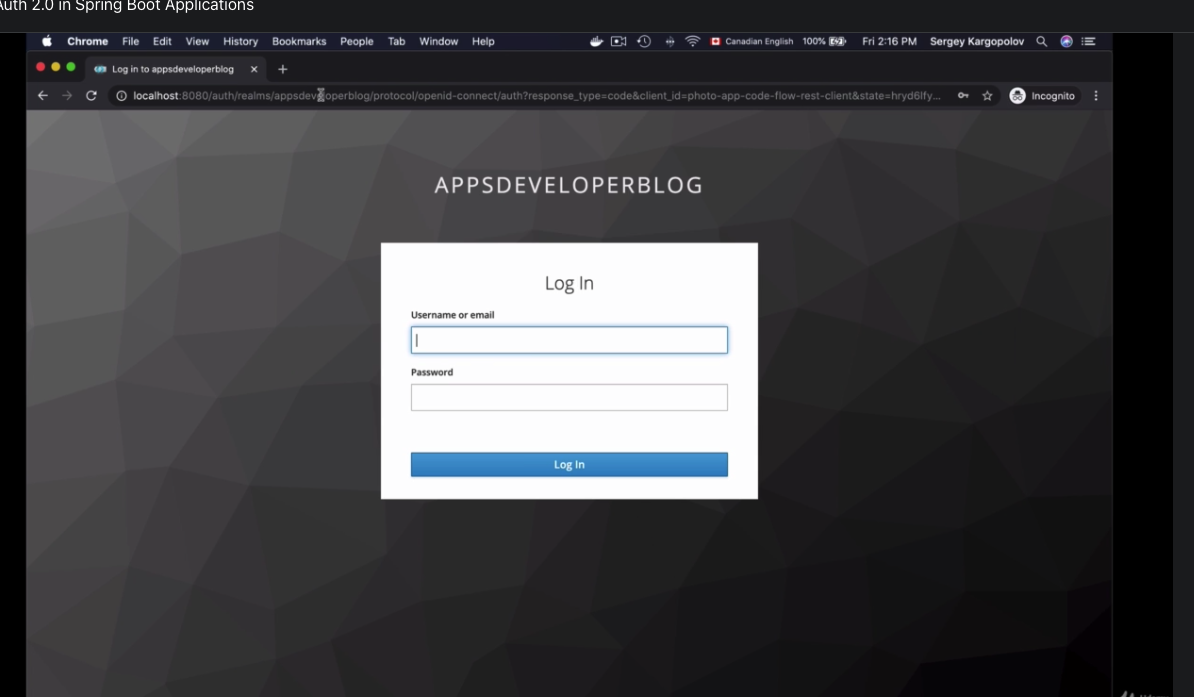 Auth 2.0 in Spring Boot Applications
Chrome File Edit View History Bookmarks People Tab Window Help Canadian English 100% Fri 2:16 PM Sergey Kargopolov
Log in to appsdeveloperblog
localhost:8080/auth/realms/appsdeveloperblog/protocol/openid-connect/auth?response_type=code&client_id=photo-app-code-flow-rest-client&state=hryd6lfy... Incognito
APPSDEVELOPERBLOG
Log In
Username or email
Password
Log In